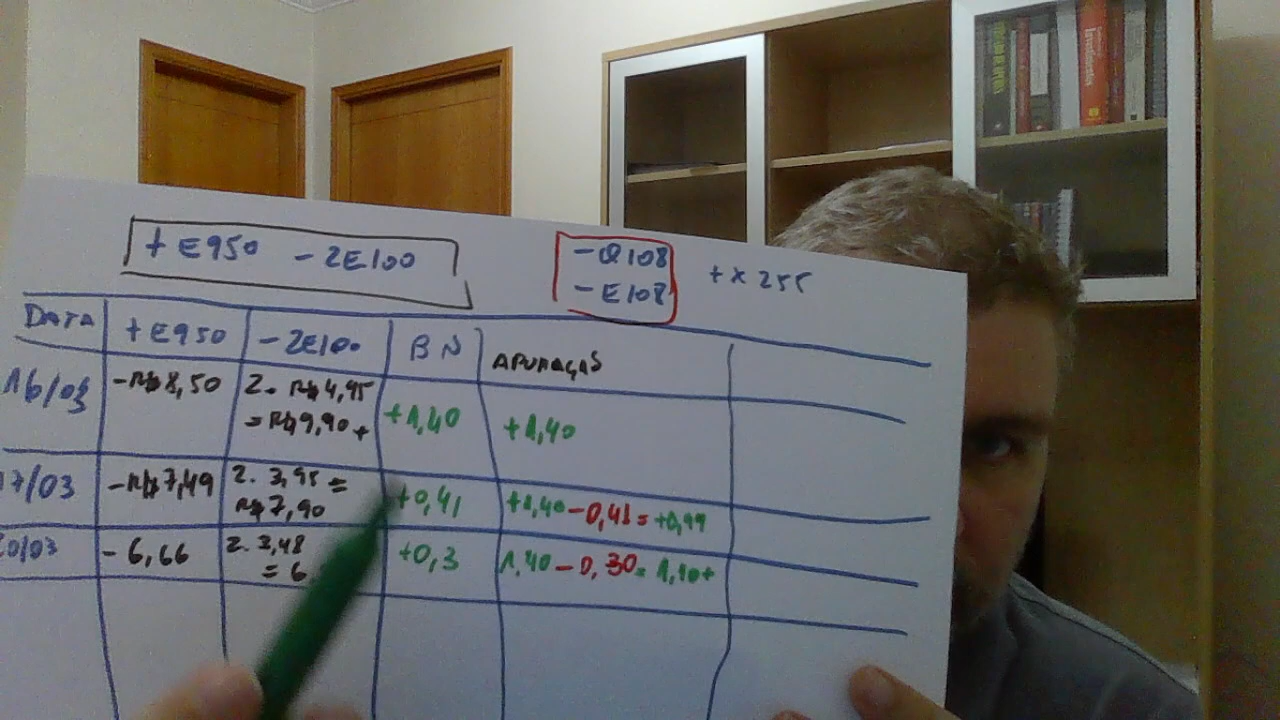 + E950 - 2E100
- Q108
- E108
+ X 255
DATA + E950 - 2E100 BN APURAÇÃO
16/03 -R$8,50 2. R$4,95 = R$9,90 + +1,40 +1,40
17/03 -R$7,49 2. 3,95 = R$7,90 +0,41 +1,40 -0,41 = +0,99
20/03 - 6,66 2. 3,48 = 6, +0,3 1,40 - 0,30 = 1,10+